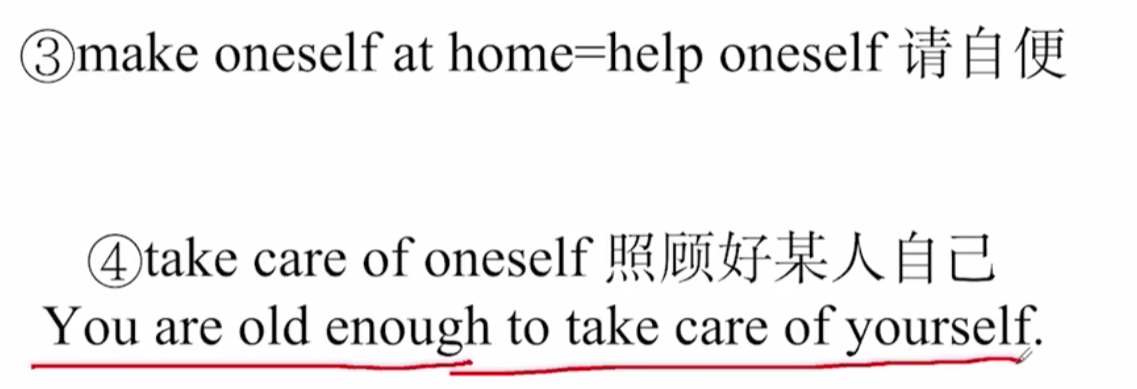 ③make oneself at home=help oneself 请自便
④take care of oneself 照顾好某人自己
You are old enough to take care of yourself.